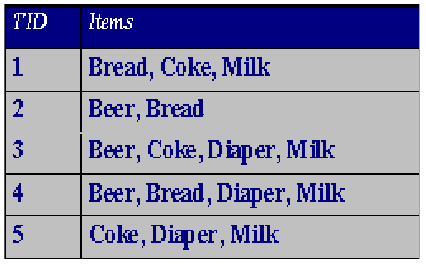 TID Items
1 Bread, Coke, Milk
2 Beer, Bread
3 Beer, Coke, Diaper, Milk
4 Beer, Bread, Diaper, Milk
5 Coke, Diaper, Milk